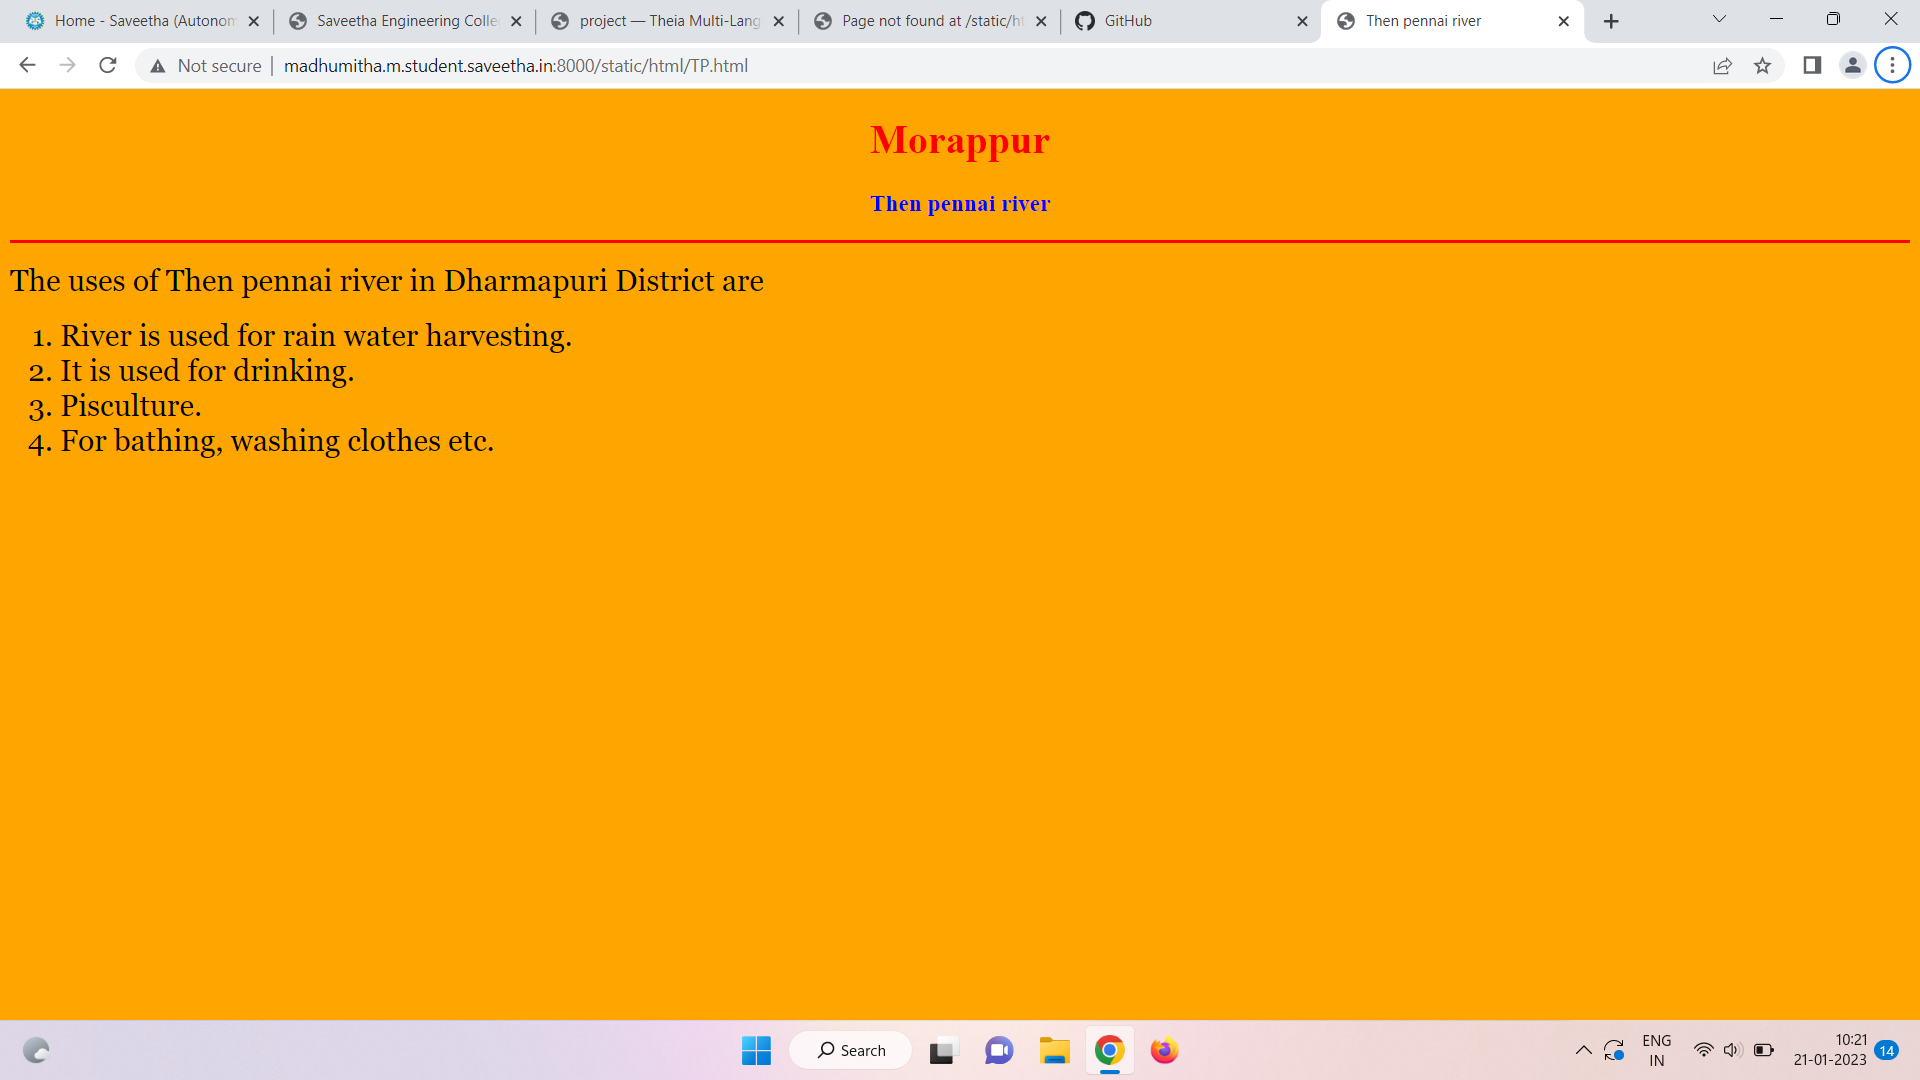 Home - Saveetha (Autonom
Saveetha Engineering Colle
project — Theia Multi-Lang
Page not found at /static/ht
GitHub
Then pennai river
Not secure
madhumitha.m.student.saveetha.in:8000/static/html/TP.html
Morappur
Then pennai river
The uses of Then pennai river in Dharmapuri District are
1. River is used for rain water harvesting.
2. It is used for drinking.
3. Pisculture.
4. For bathing, washing clothes etc.
Search
ENG
IN
10:21
21-01-2023
14